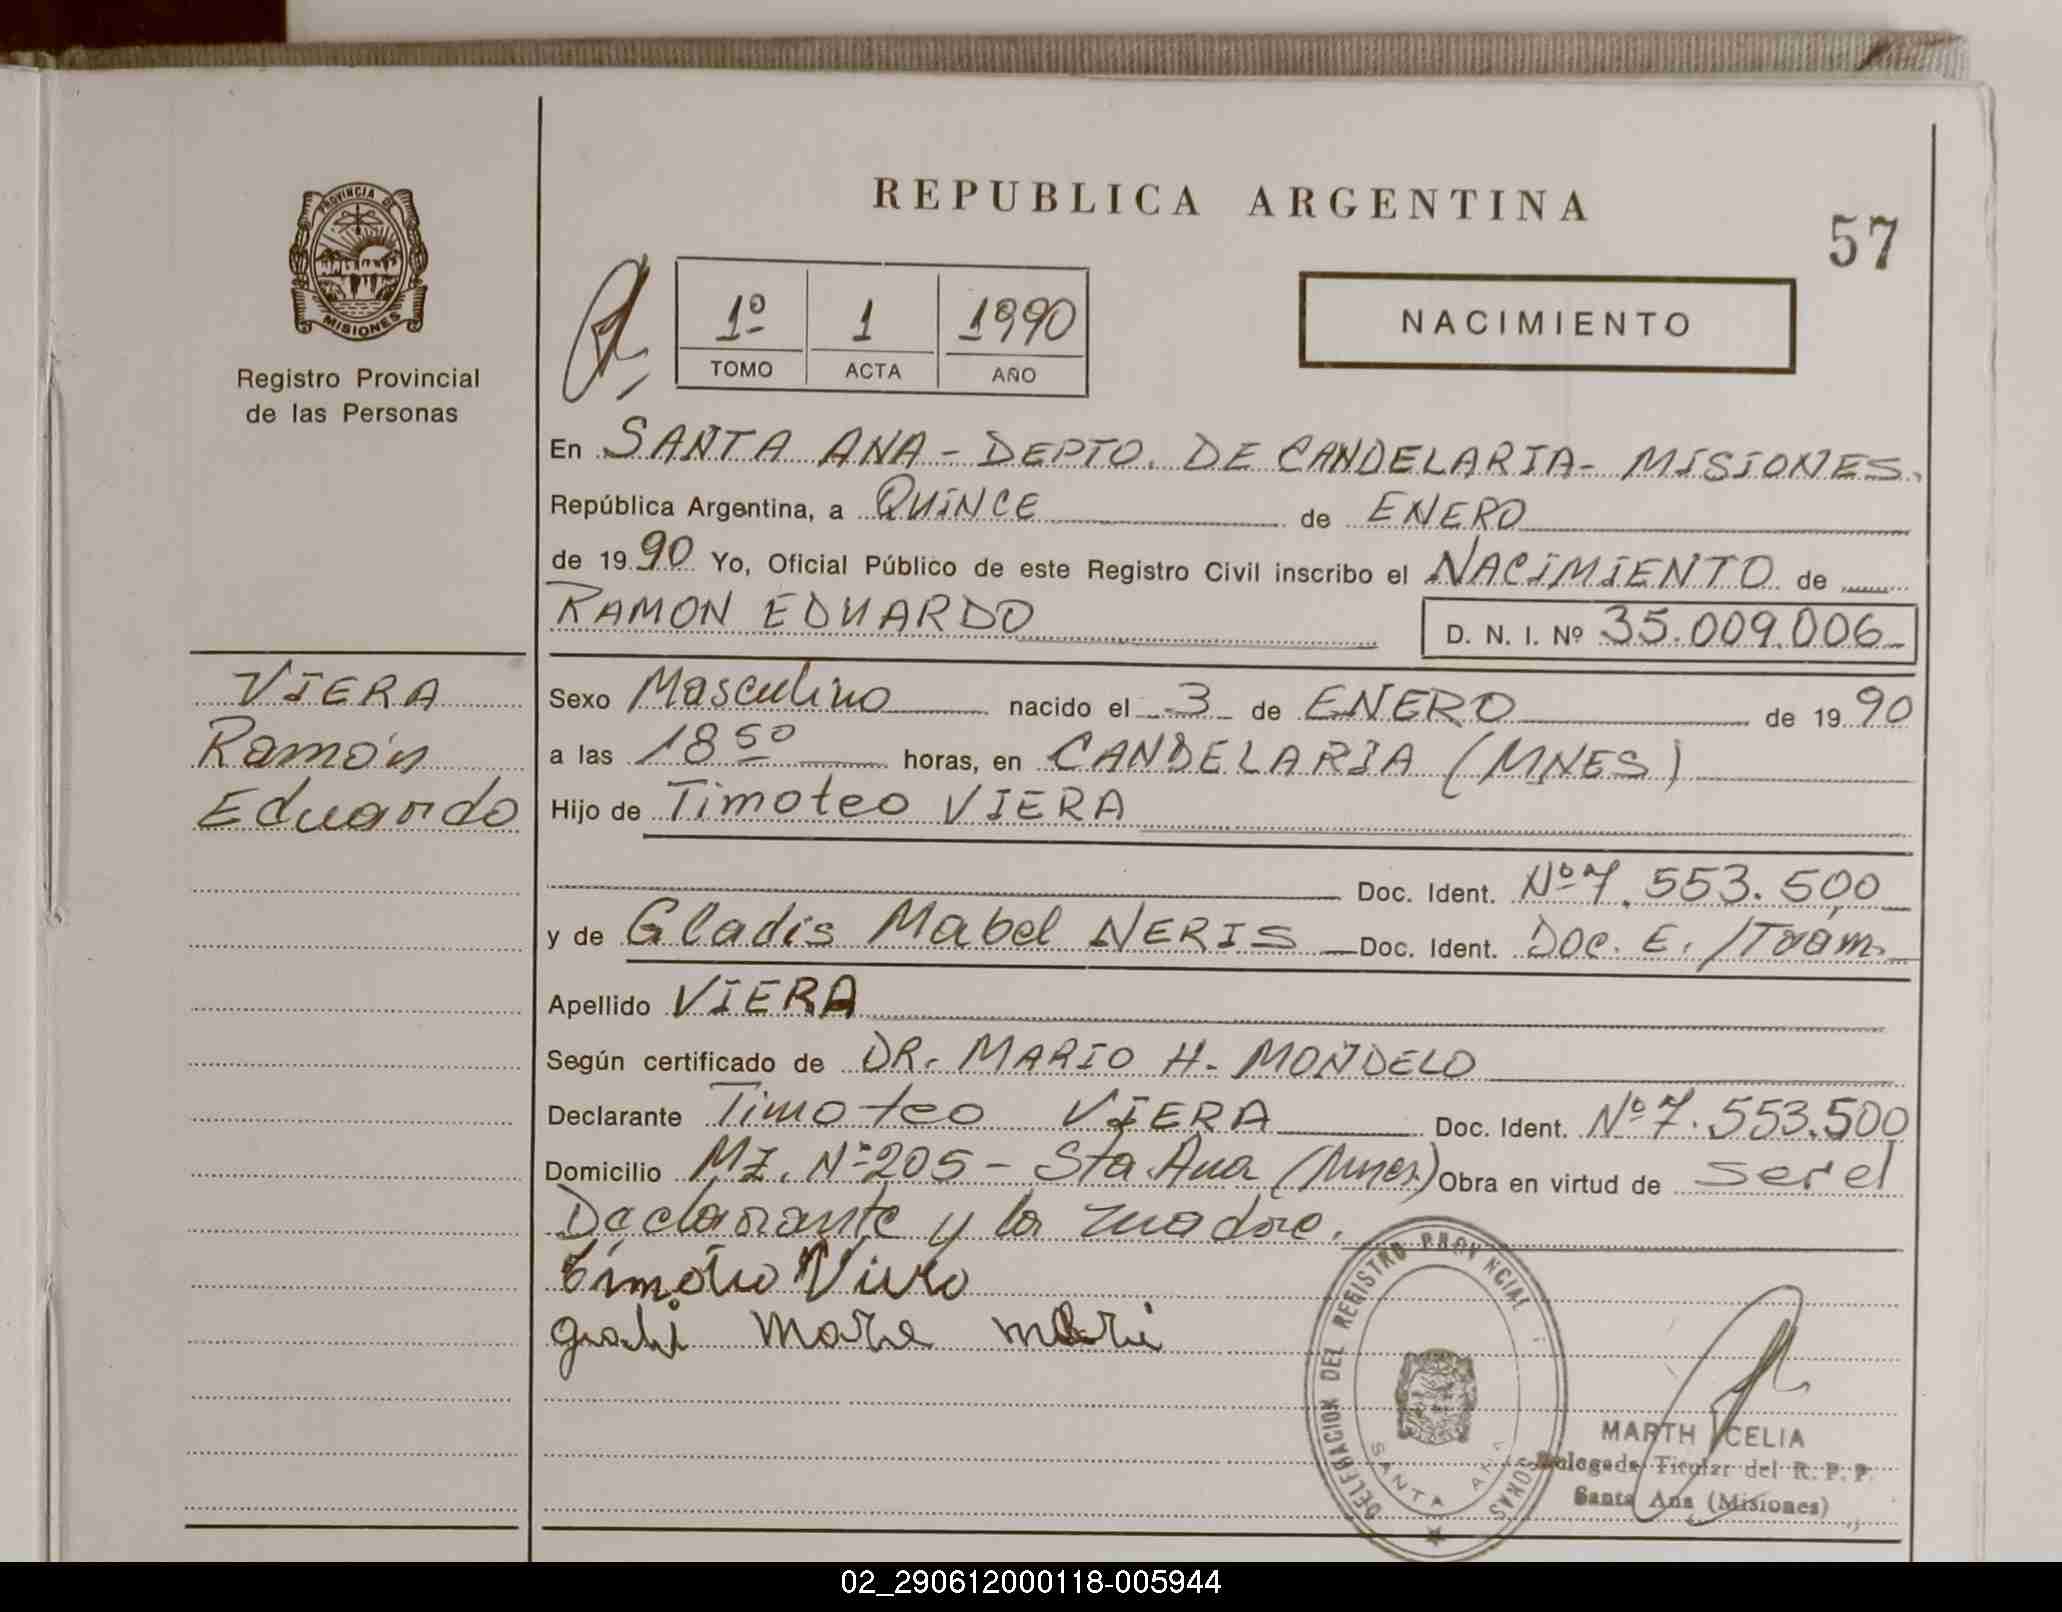 PROVINCIA DE
MISIONES
Registro Provincial
de las Personas
REPUBLICA ARGENTINA
57
1º 1 1990
TOMO ACTA AÑO
NACIMIENTO
En SANTA ANA - DEPTO. DE CANDELARIA - MISIONES.
República Argentina, a QUINCE de ENERO
de 1990 Yo, Oficial Público de este Registro Civil inscribo el NACIMIENTO de
RAMON EDUARDO D. N. I. Nº 35.009.006
VIERA
Ramón
Eduardo
Sexo Masculino nacido el 3 de ENERO de 1990
a las 18 50 horas, en CANDELARIA (MNES)
Hijo de Timoteo VIERA
Doc. Ident. Nº 7.553.500
y de Gladis Mabel NERIS Doc. Ident. Doc. E./Tram.
Apellido VIERA
Según certificado de DR. MARIO H. MONDELO
Declarante Timoteo VIERA Doc. Ident. Nº 7.553.500
Domicilio MZ. Nº 205 - Sta. Ana (Mnes.) Obra en virtud de ser el
Declarante y la madre.
DELEGACION DEL REGISTRO PROVINCIAL
SANTA ANA
MARTH CELIA
Delegada Titular del R. P. P.
Santa Ana (Misiones)
02_290612000118-005944